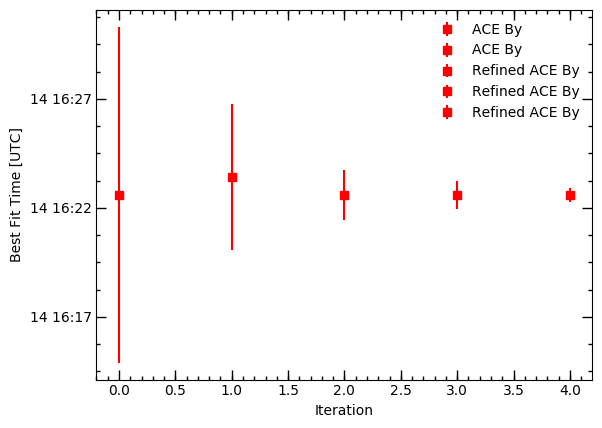 ACE By
ACE By
Refined ACE By
Refined ACE By
Refined ACE By
Best Fit Time [UTC]
14 16:27
14 16:22
14 16:17
0.0 0.5 1.0 1.5 2.0 2.5 3.0 3.5 4.0
Iteration